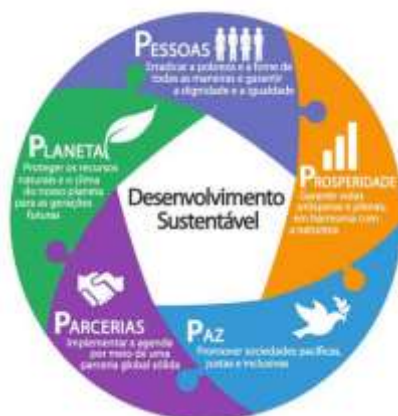 PESSOAS
Erradicar a pobreza e a fome de
todas as maneiras e garantir
a dignidade e a igualdade
PROSPERIDADE
Garantir vidas
prósperas e plenas,
em harmonia com
a natureza
PAZ
Promover sociedades pacíficas,
justas e inclusivas
PARCERIAS
Implementar a agenda
por meio de uma
parceria global sólida
PLANETA
Proteger os recursos
naturais e o clima
do nosso planeta
para as gerações
futuras
Desenvolvimento
Sustentável